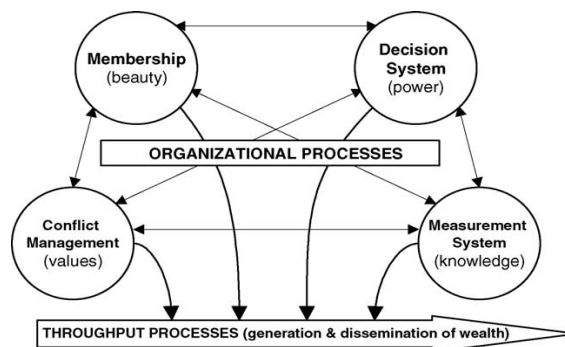 Membership
(beauty)
Decision
System
(power)
ORGANIZATIONAL PROCESSES
Conflict
Management
(values)
Measurement
System
(knowledge)
THROUGHPUT PROCESSES (generation & dissemination of wealth)